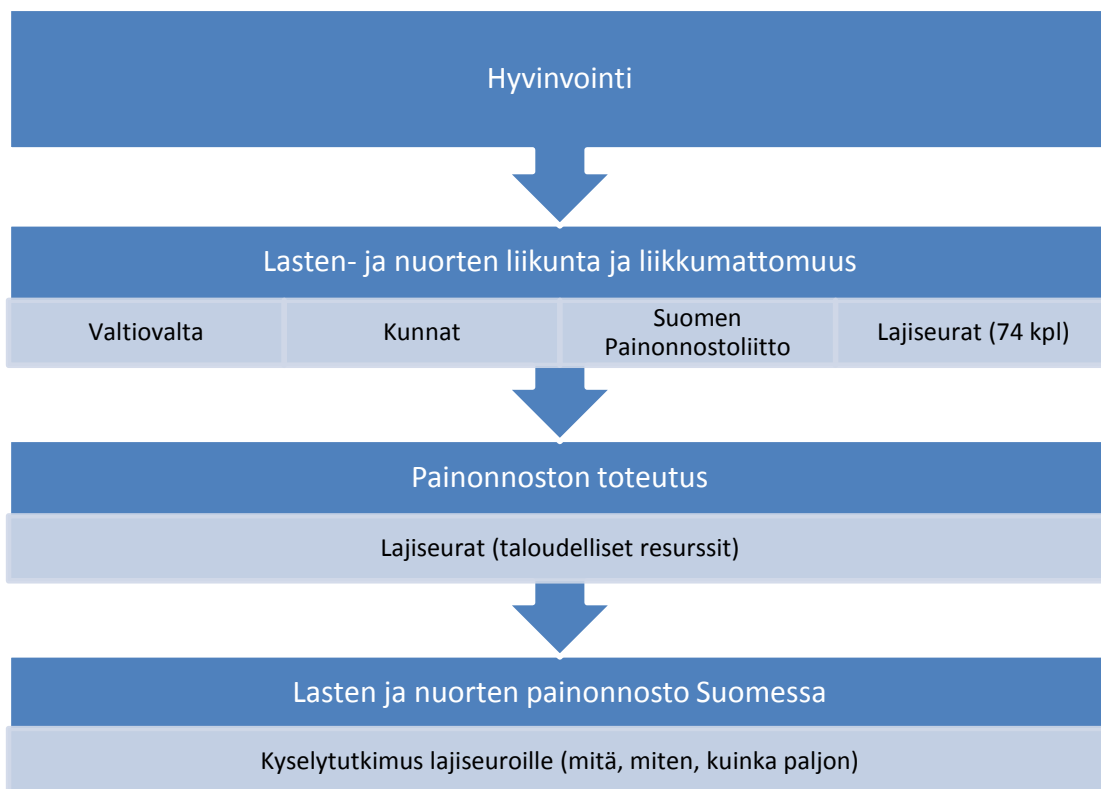 Hyvinvointi
Lasten- ja nuorten liikunta ja liikkumattomuus
Valtiovalta
Kunnat
Suomen
Painonnostoliitto
Lajiseurat (74 kpl)
Painonnoston toteutus
Lajiseurat (taloudelliset resurssit)
Lasten ja nuorten painonnosto Suomessa
Kyselytutkimus lajiseuroille (mitä, miten, kuinka paljon)